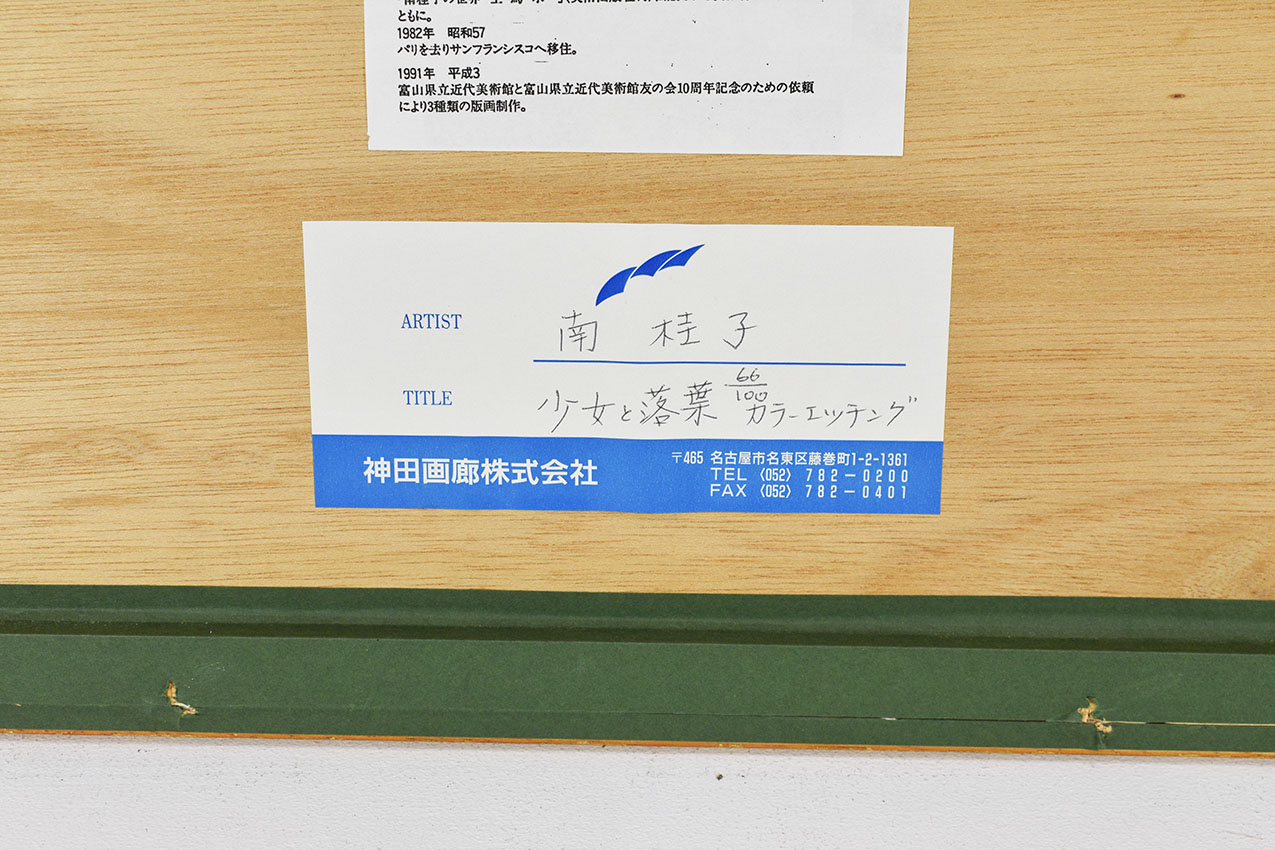 ともに。
1982年 昭和57
パリを去りサンフランシスコへ移住。
1991年 平成3
富山県立近代美術館と富山県立近代美術館友の会10周年記念のための依頼
により3種類の版画制作。
ARTIST 南 桂子
TITLE 少女と落葉 66/100 カラーエッチング
神田画廊株式会社
〒465 名古屋市名東区藤巻町1-2-1361
TEL 〈052〉 782-0200
FAX 〈052〉 782-0401